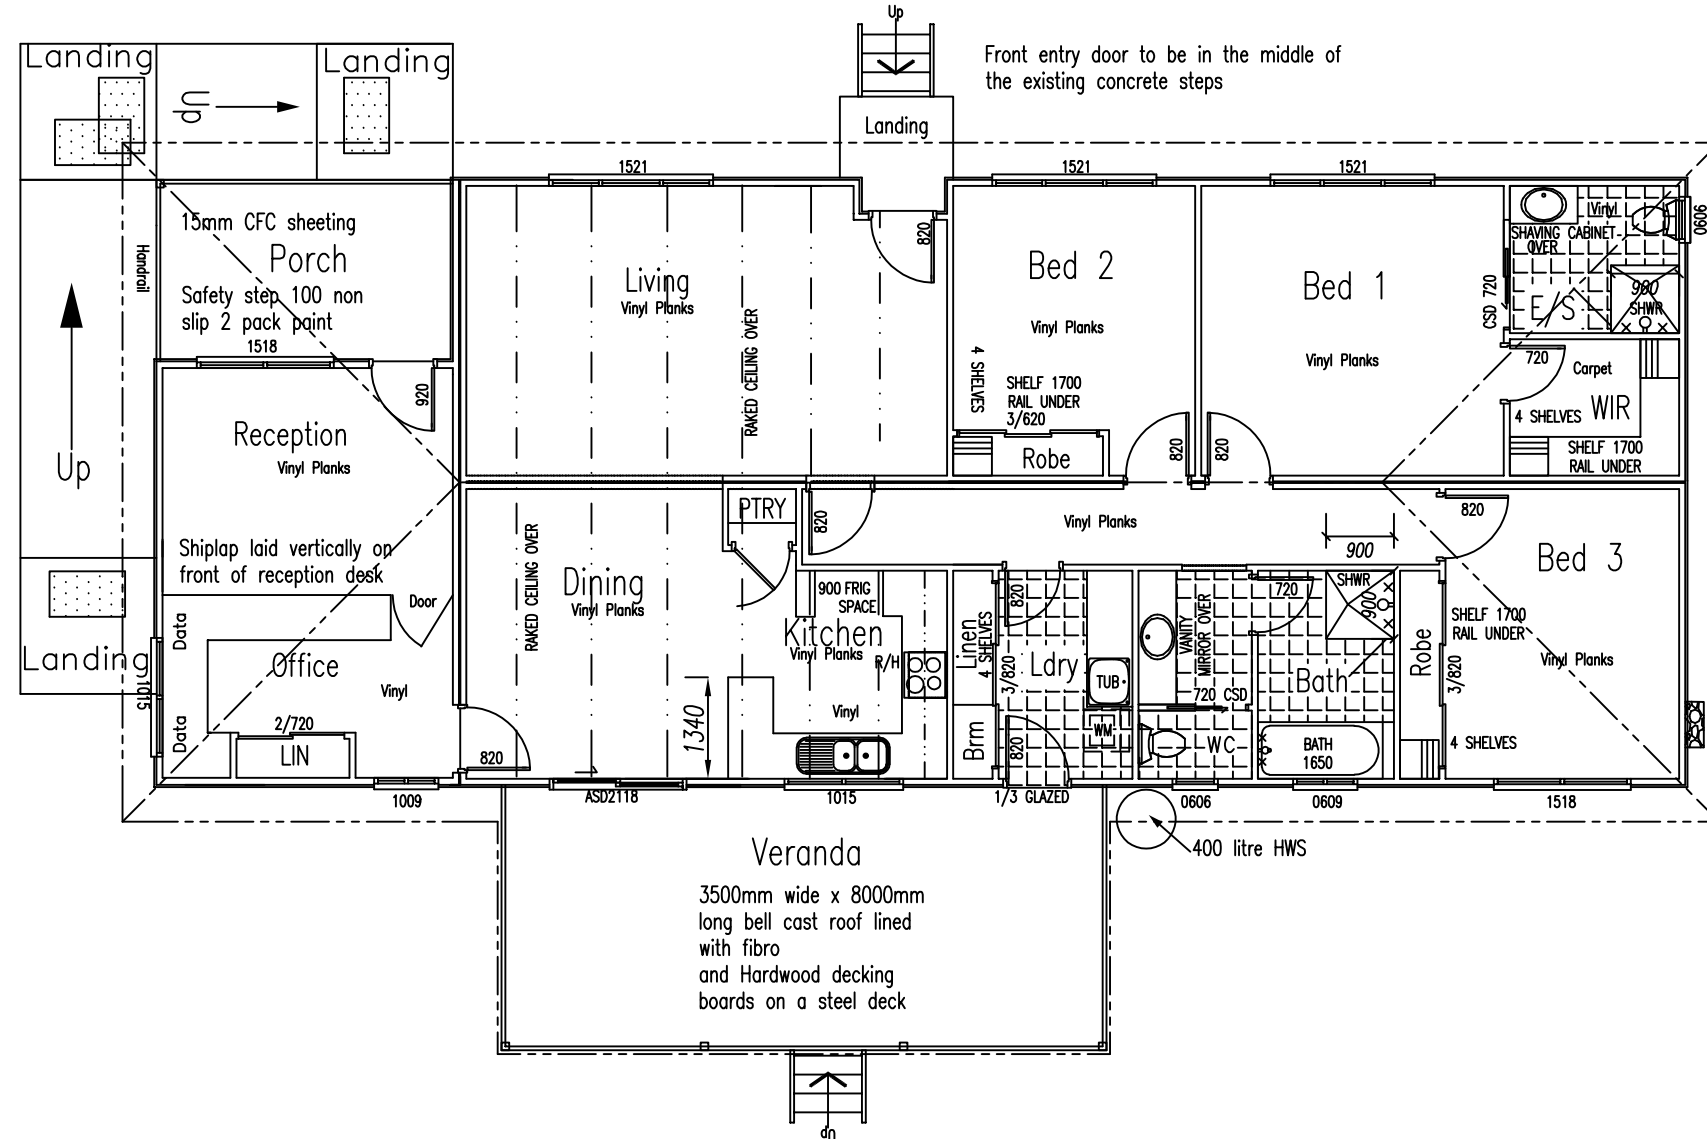 Up
Front entry door to be in the middle of
the existing concrete steps
Landing
Landing
Up
Landing
1521
1521
1521
0606
15mm CFC sheeting
Porch
Safety step 100 non
slip 2 pack paint
Handrail
1518
920
Up
Reception
Vinyl Planks
Shiplap laid vertically on
front of reception desk
Door
Data
Office
Vinyl
Data
2/720
LIN
Landing
1015
1009
Living
Vinyl Planks
RAKED CEILING OVER
820
Bed 2
Vinyl Planks
4 SHELVES
SHELF 1700
RAIL UNDER
3/620
Robe
820
Bed 1
Vinyl Planks
820
CSD 720
Vinyl
SHAVING CABINET
OVER
E/S
900
SHWR
720
Carpet
4 SHELVES
WIR
SHELF 1700
RAIL UNDER
PTRY
820
Vinyl Planks
900
820
Bed 3
SHELF 1700
RAIL UNDER
Vinyl Planks
Robe
3/820
4 SHELVES
RAKED CEILING OVER
Dining
Vinyl Planks
900 FRIG
SPACE
Kitchen
Vinyl Planks
R/H
Vinyl
1340
820
Linen
4 SHELVES
3/820
820
Ldry
TUB
WM
Brm
820
VANITY
MIRROR OVER
720
SHWR
900
Bath
720 CSD
WC
BATH
1650
ASD2118
1015
1/3 GLAZED
0606
0609
1518
400 litre HWS
Veranda
3500mm wide x 8000mm
long bell cast roof lined
with fibro
and Hardwood decking
boards on a steel deck
Up